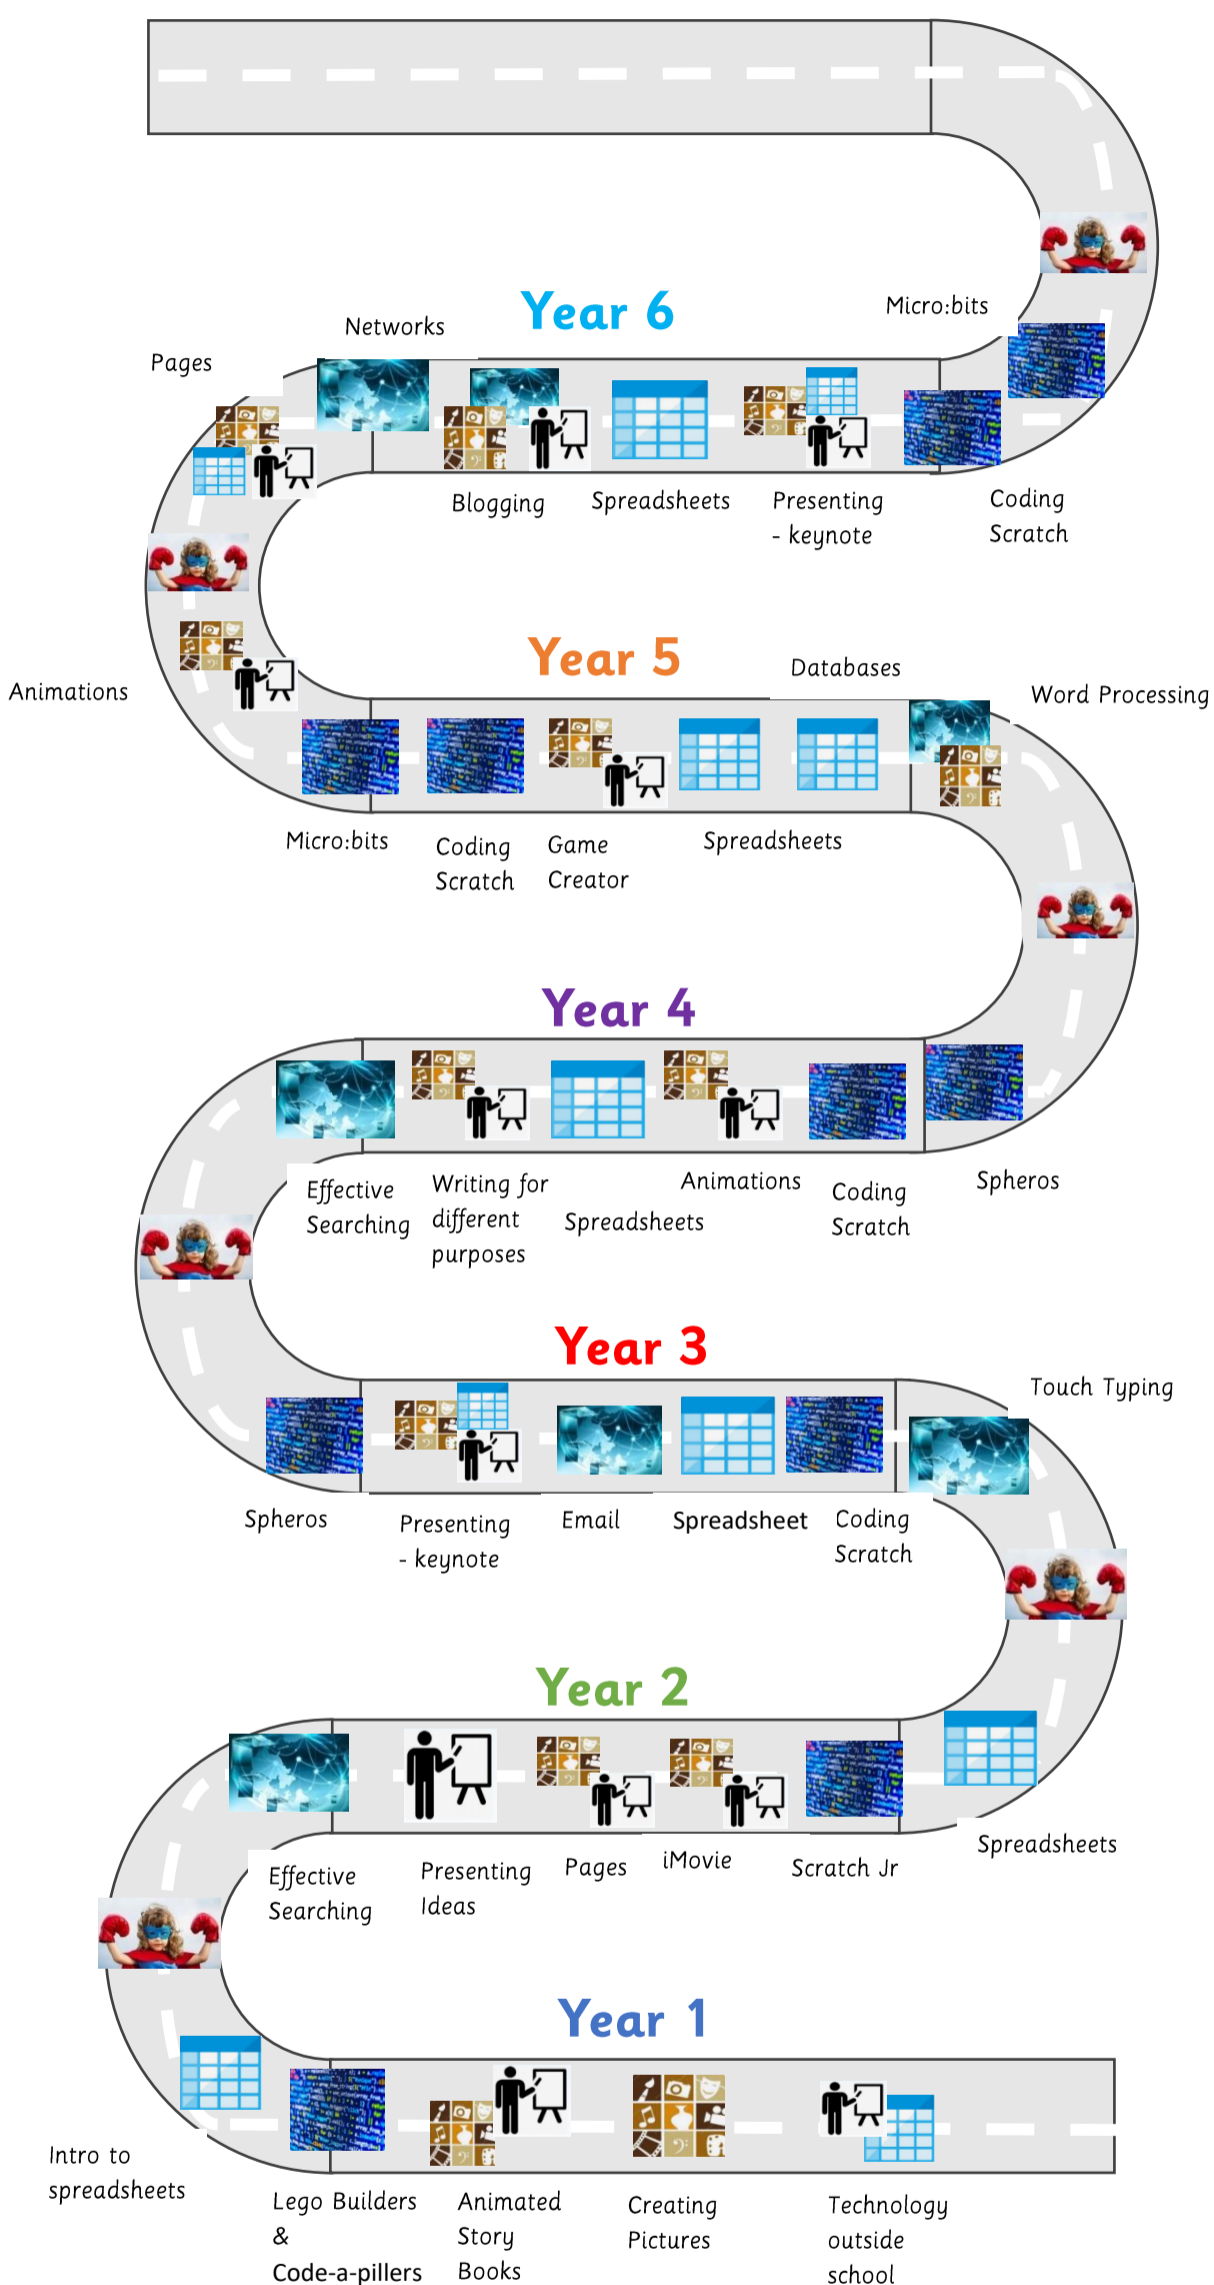 Year 6
Micro:bits
Networks
Pages
Blogging
Spreadsheets
Presenting
- keynote
Coding
Scratch
Year 5
Databases
Word Processing
Animations
Micro:bits
Coding
Scratch
Game
Creator
Spreadsheets
Year 4
Effective
Searching
Writing for
different
purposes
Spreadsheets
Animations
Coding
Scratch
Spheros
Year 3
Touch Typing
Spheros
Presenting
- keynote
Email
Spreadsheet
Coding
Scratch
Year 2
Effective
Searching
Presenting
Ideas
Pages
iMovie
Scratch Jr
Spreadsheets
Year 1
Intro to
spreadsheets
Lego Builders
&
Code-a-pillers
Animated
Story
Books
Creating
Pictures
Technology
outside
school